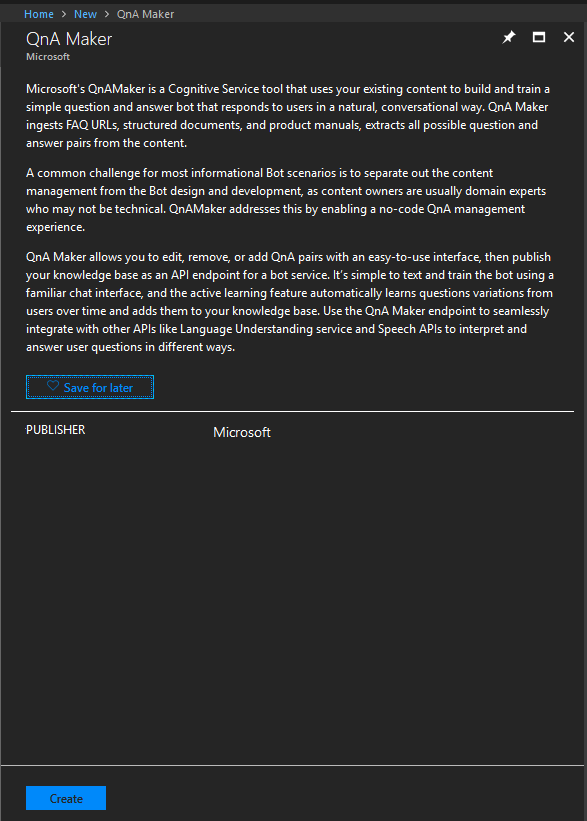 Home > New > QnA Maker
QnA Maker
Microsoft
Microsoft's QnAMaker is a Cognitive Service tool that uses your existing content to build and train a
simple question and answer bot that responds to users in a natural, conversational way. QnA Maker
ingests FAQ URLs, structured documents, and product manuals, extracts all possible question and
answer pairs from the content.
A common challenge for most informational Bot scenarios is to separate out the content
management from the Bot design and development, as content owners are usually domain experts
who may not be technical. QnAMaker addresses this by enabling a no-code QnA management
experience.
QnA Maker allows you to edit, remove, or add QnA pairs with an easy-to-use interface, then publish
your knowledge base as an API endpoint for a bot service. It's simple to text and train the bot using a
familiar chat interface, and the active learning feature automatically learns questions variations from
users over time and adds them to your knowledge base. Use the QnA Maker endpoint to seamlessly
integrate with other APIs like Language Understanding service and Speech APIs to interpret and
answer user questions in different ways.
Save for later
PUBLISHER Microsoft
Create